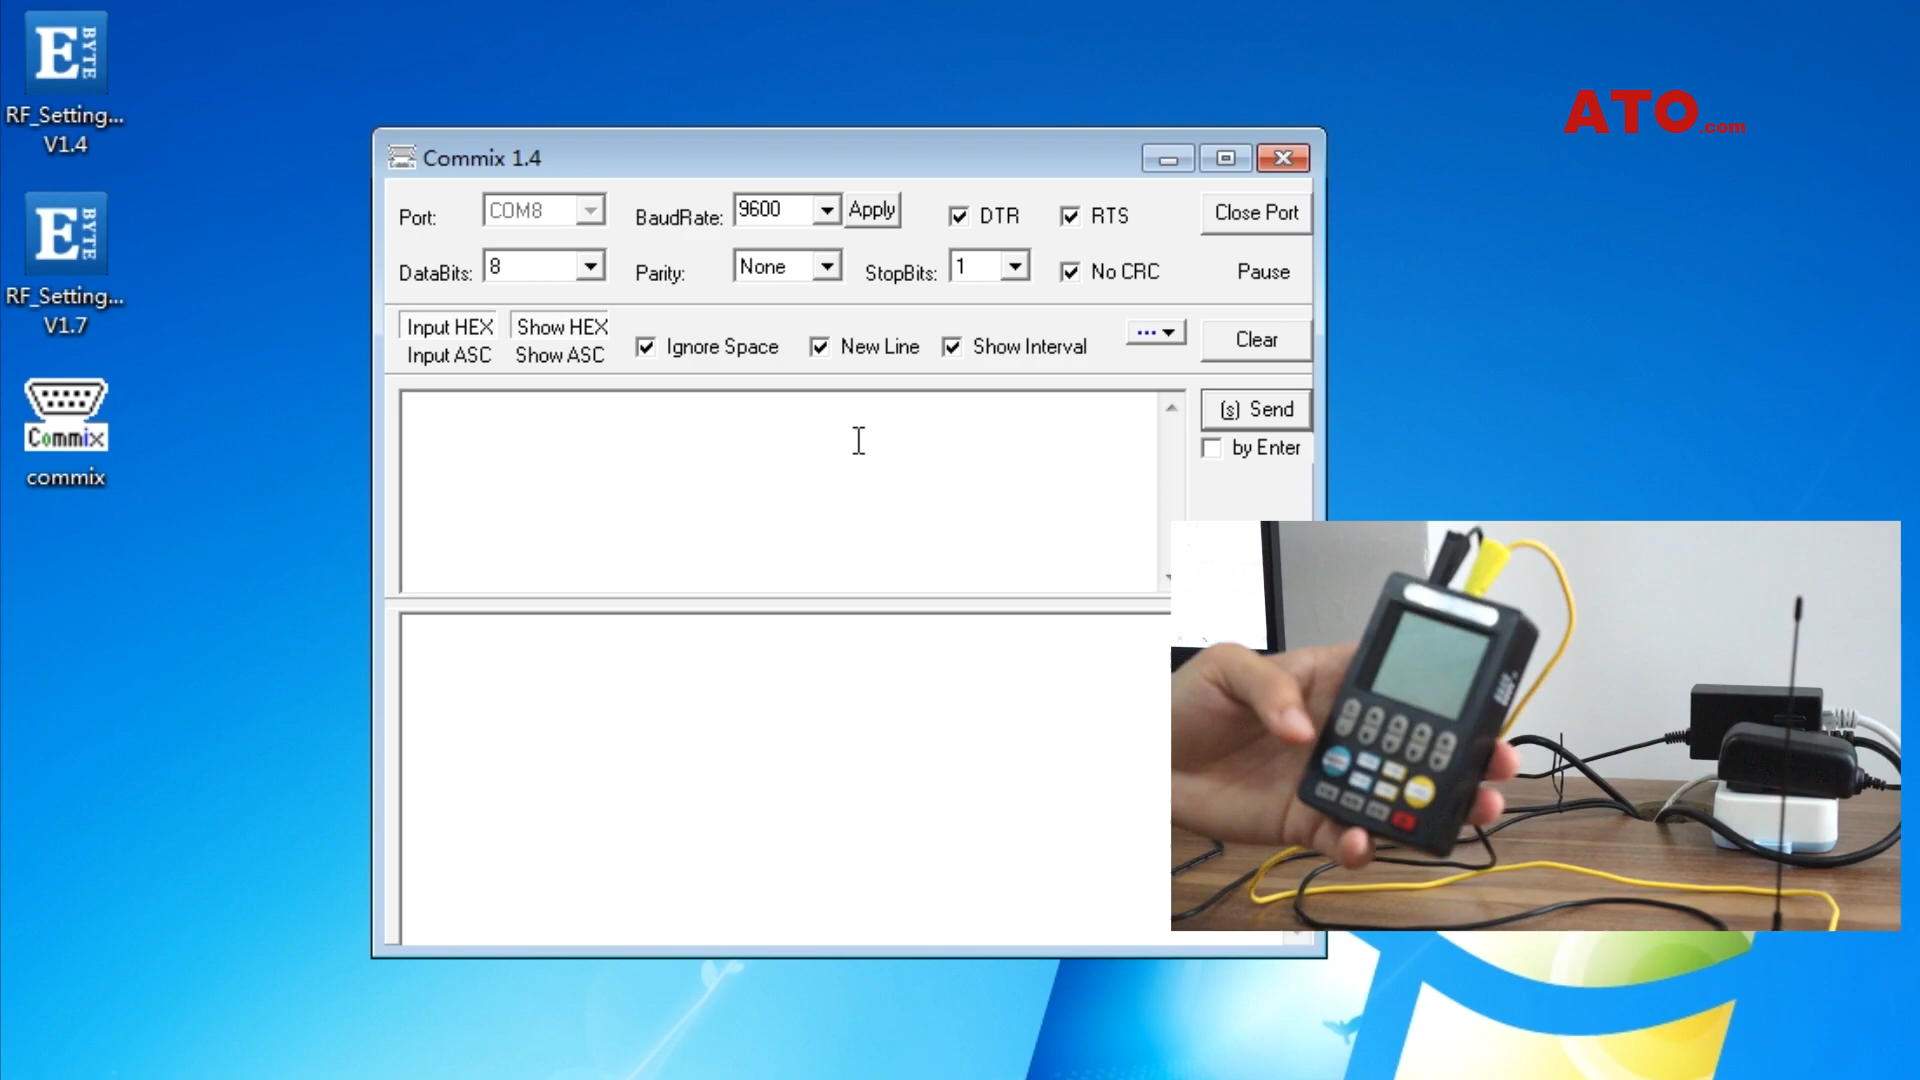 E BYTE
RF_Setting...
V1.4
E BYTE
RF_Setting...
V1.7
Commix
commix
ATO.com
Commix 1.4
Port: COM8 BaudRate: 9600 Apply DTR RTS Close Port
DataBits: 8 Parity: None StopBits: 1 No CRC Pause
Input HEX Show HEX
Input ASC Show ASC Ignore Space New Line Show Interval ... Clear
(s) Send
by Enter